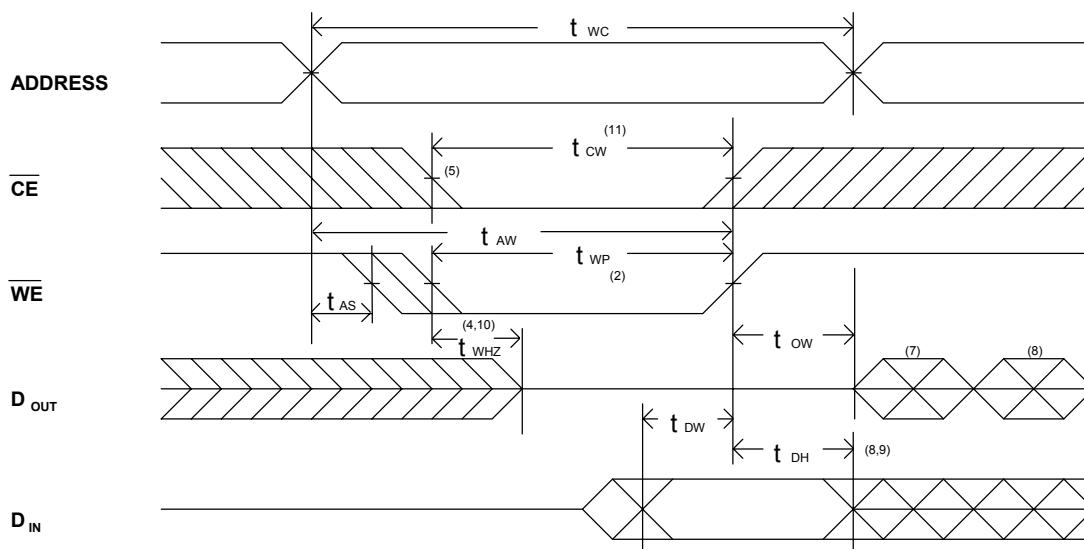 t WC
ADDRESS
t CW (11)
CE (5)
t AW
t WP (2)
WE
t AS
t WHZ (4,10)
t OW
D OUT (7) (8)
t DW
t DH (8,9)
D IN